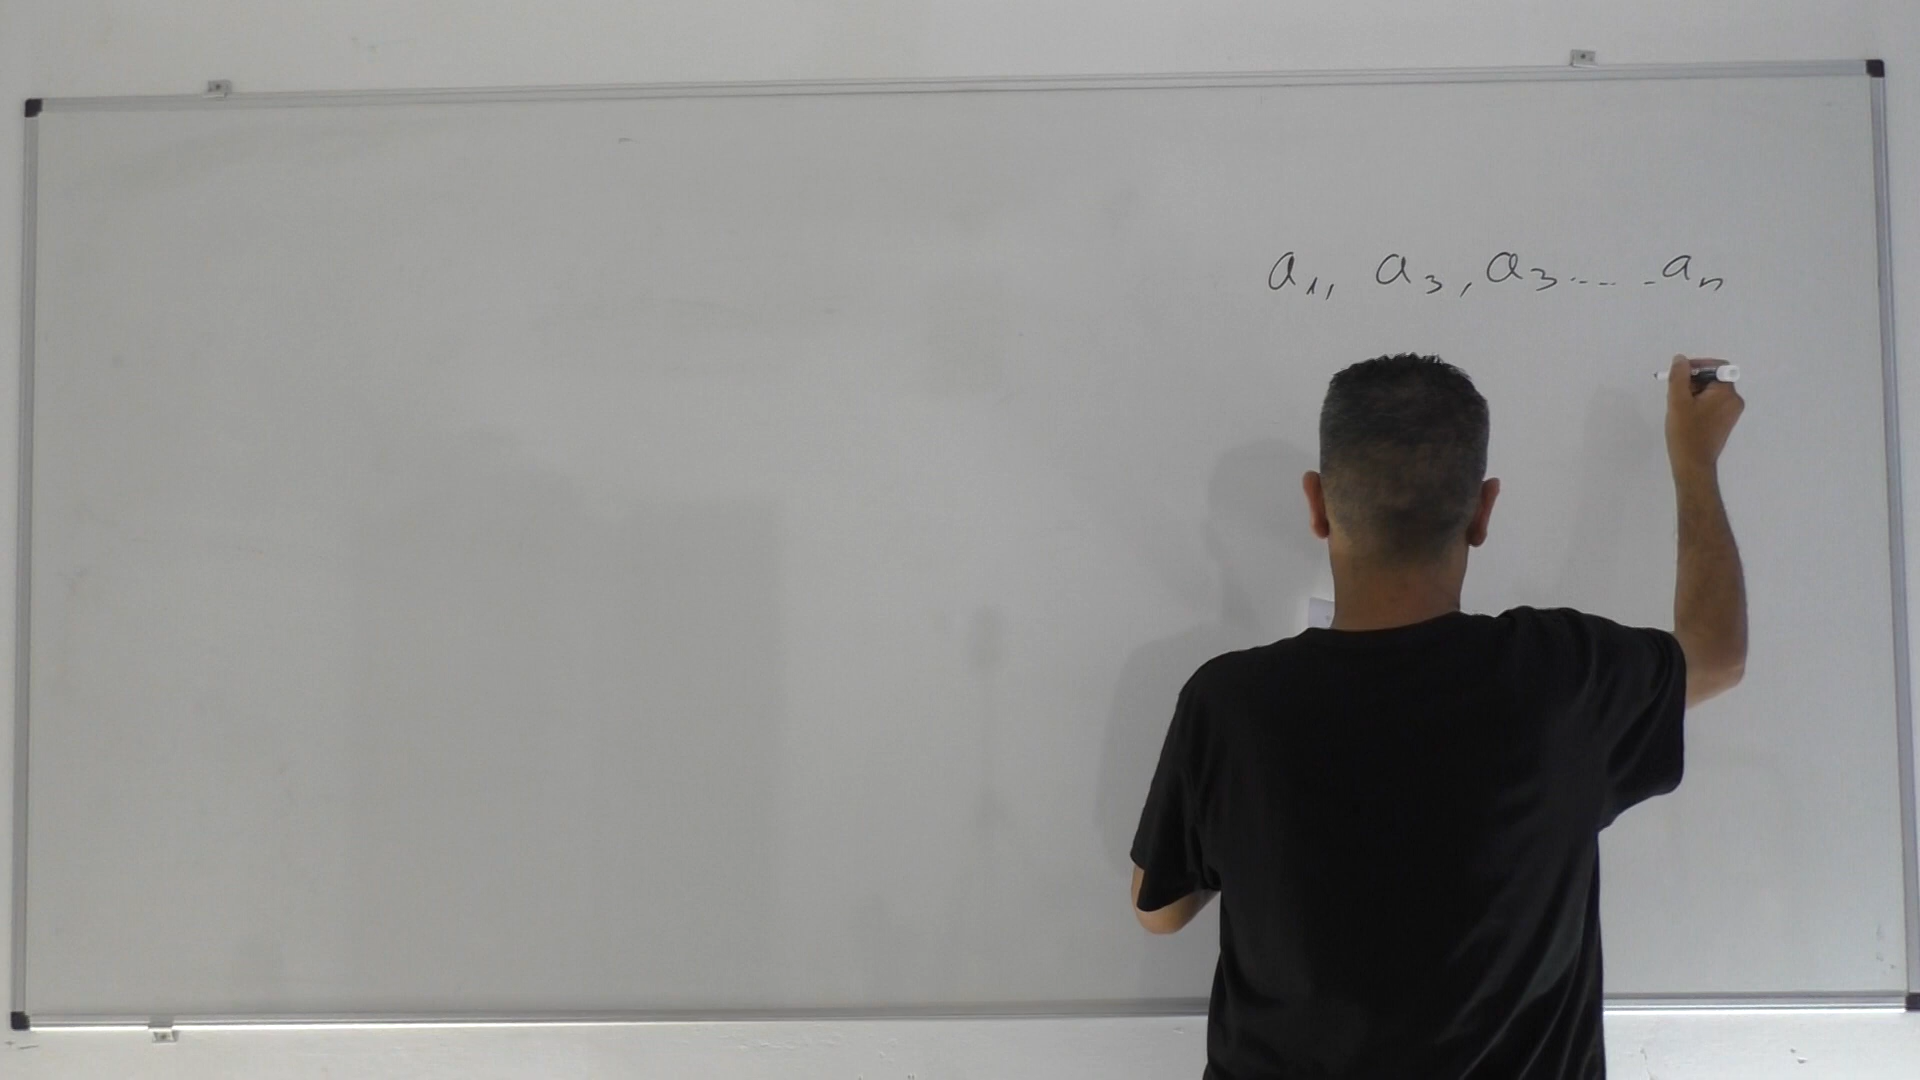 a₁, a₃, a₃..... aₙ